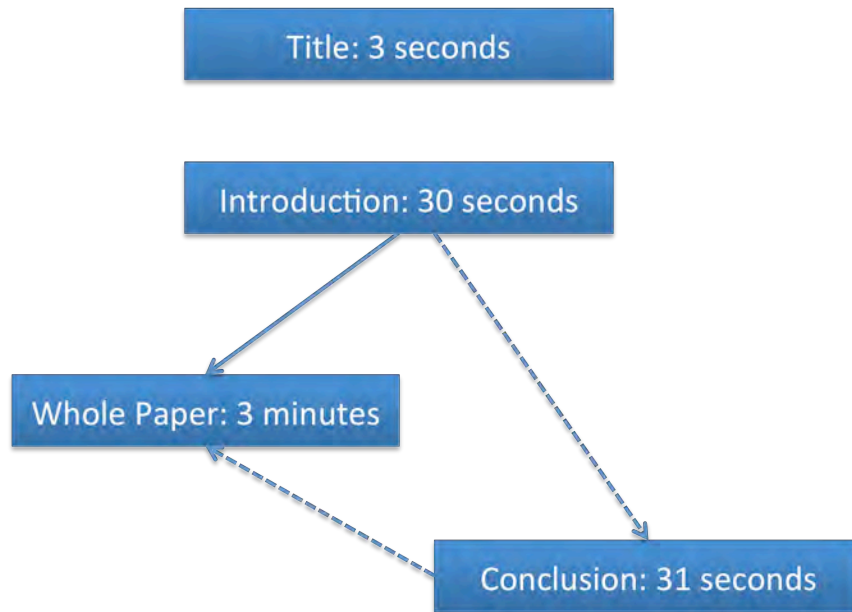 Title: 3 seconds
Introduction: 30 seconds
Whole Paper: 3 minutes
Conclusion: 31 seconds